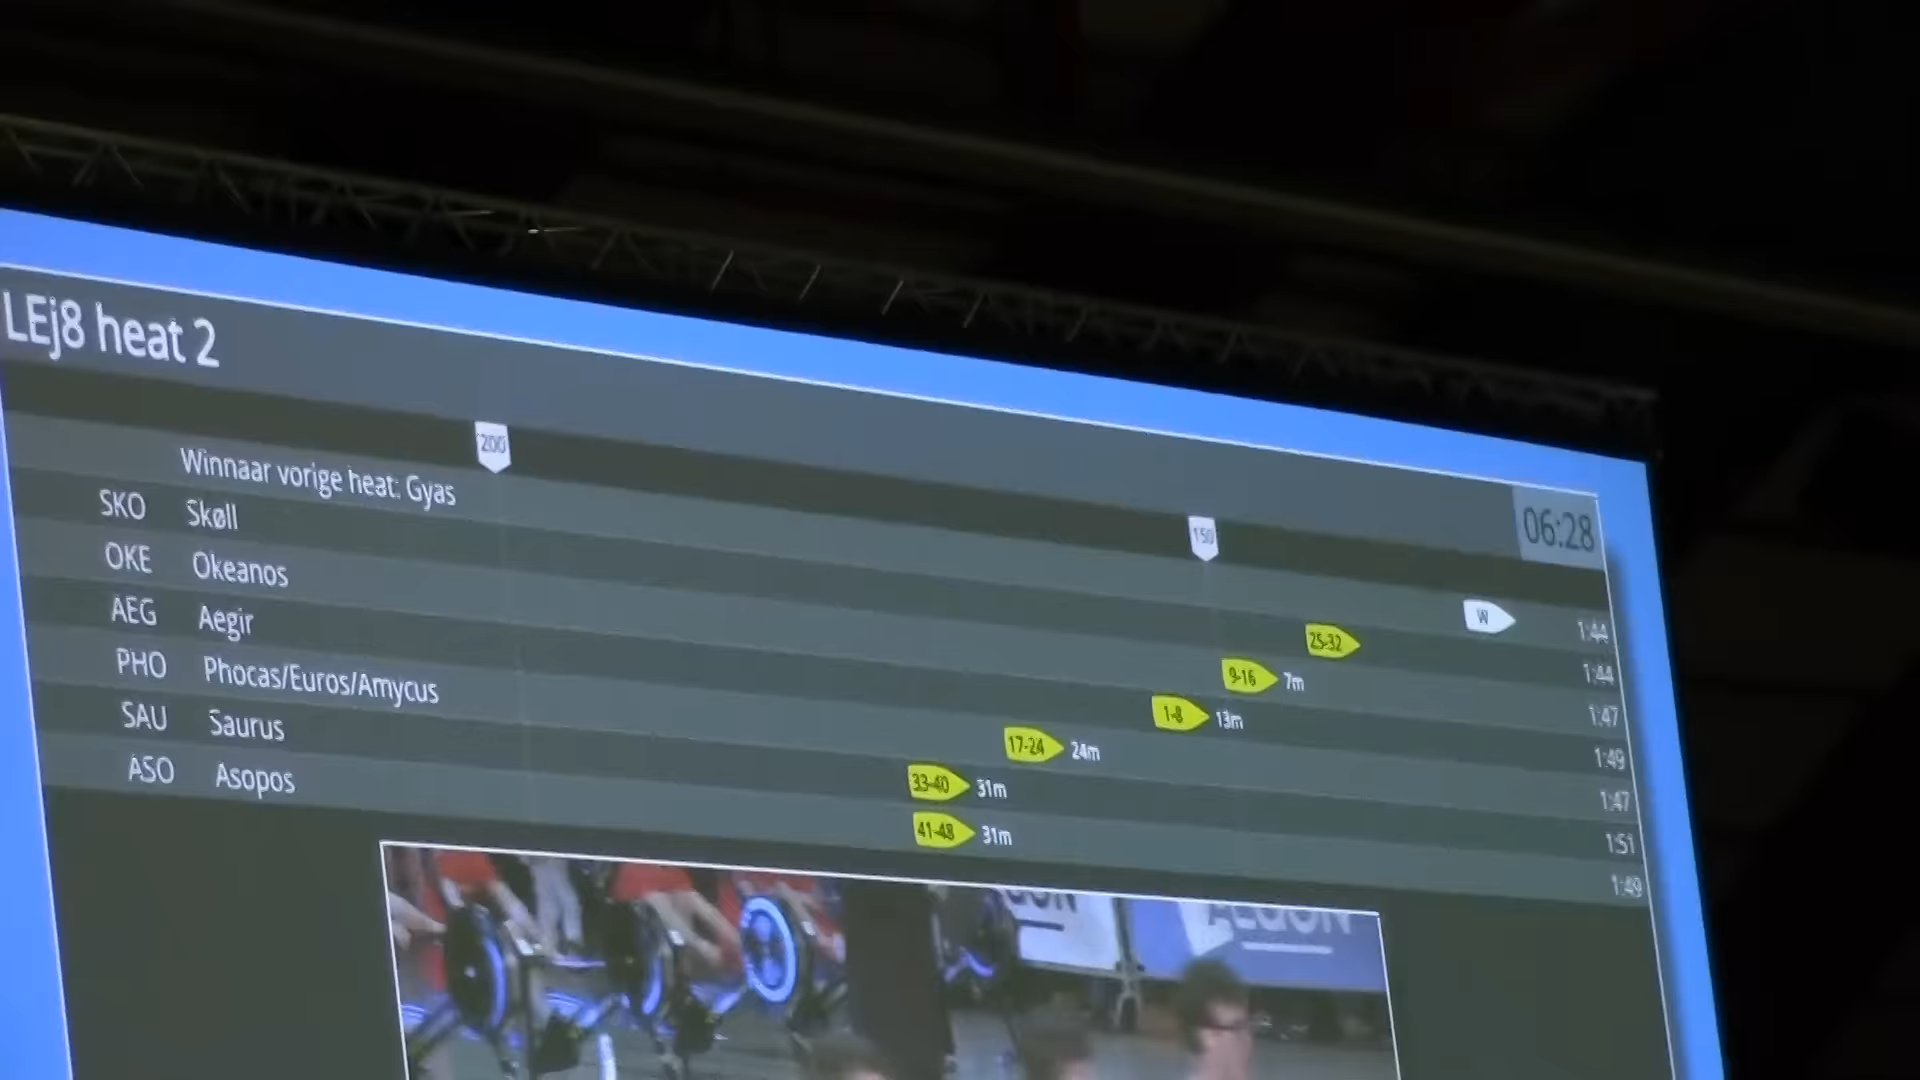 LEj8 heat 2
06:28
200
150
Winnaar vorige heat: Gyas W 1:44
SKO Skøll 25-32 1:44
OKE Okeanos 9-16 7m 1:47
AEG Aegir 1-8 13m 1:49
PHO Phocas/Euros/Amycus 17-24 24m 1:47
SAU Saurus 33-40 31m 1:51
ASO Asopos 41-48 31m 1:49
AEGON